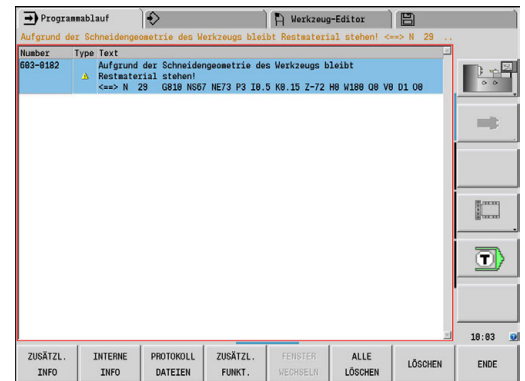 Programmablauf
Werkzeug-Editor
Aufgrund der Schneidengeometrie des Werkzeugs bleibt Restmaterial stehen! <==> N 29 ..
Number Type Text
603-0182 Aufgrund der Schneidengeometrie des Werkzeugs bleibt
Restmaterial stehen!
<==> N 29 G810 NS67 NE73 P3 I0.5 K0.15 Z-72 H0 W180 Q0 V0 D1 O0
T
10:03
ZUSÄTZL. INFO
INTERNE INFO
PROTOKOLL DATEIEN
ZUSÄTZL. FUNKT.
FENSTER WECHSELN
ALLE LÖSCHEN
LÖSCHEN
ENDE